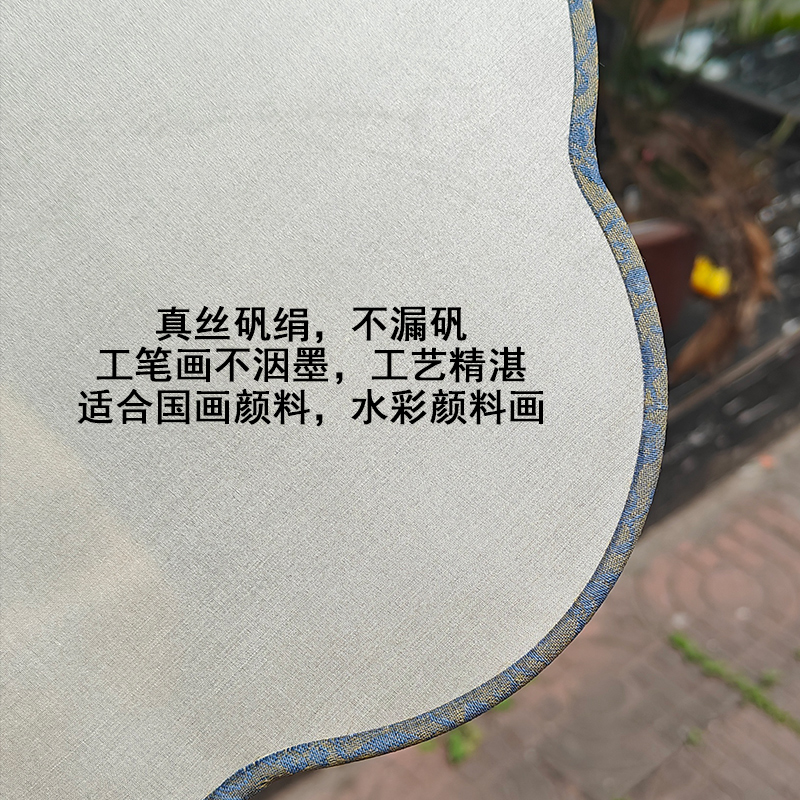 真丝矾绢，不漏矾
工笔画不洇墨，工艺精湛
适合国画颜料，水彩颜料画